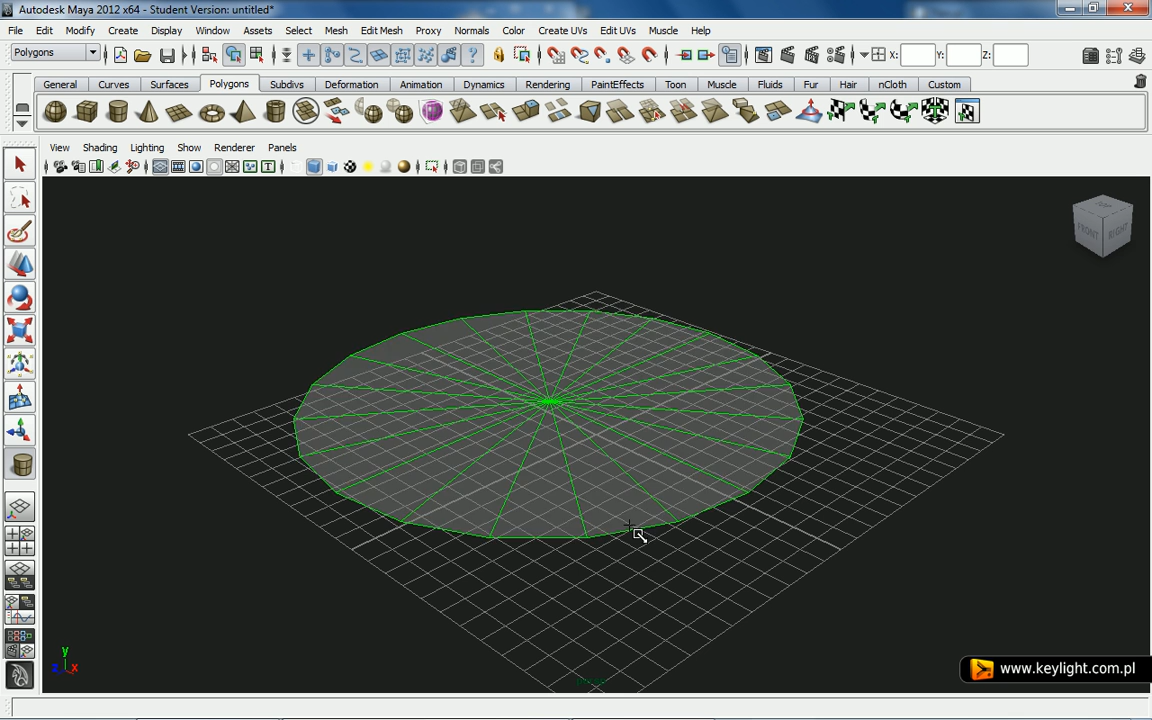 Autodesk Maya 2012 x64 - Student Version: untitled*
File Edit Modify Create Display Window Assets Select Mesh Edit Mesh Proxy Normals Color Create UVs Edit UVs Muscle Help
Polygons X: Y: Z:
General Curves Surfaces Polygons Subdivs Deformation Animation Dynamics Rendering PaintEffects Toon Muscle Fluids Fur Hair nCloth Custom
View Shading Lighting Show Renderer Panels
TOP
FRONT RIGHT
y
z x
persp
www.keylight.com.pl